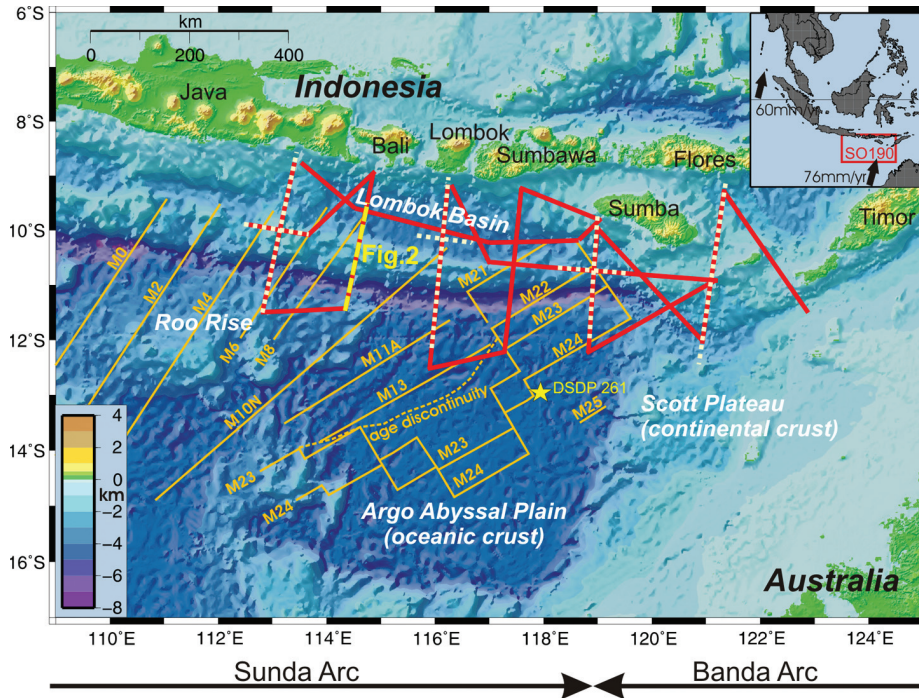 6°S
8°S
10°S
12°S
14°S
16°S
km
0
200
400
Indonesia
Java
Bali
Lombok
Sumbawa
Flores
Sumba
Timor
Lombok Basin
Fig.2
60mm/yr
SO190
76mm/yr
M0
M2
M4
M6
M8
M10N
M11A
M13
M21
M22
M23
M24
M25
age discontinuity
M23
M24
M23
M24
DSDP 261
Roo Rise
Scott Plateau
(continental crust)
Argo Abyssal Plain
(oceanic crust)
Australia
4
2
0
km
-2
-4
-6
-8
110°E
112°E
114°E
116°E
118°E
120°E
122°E
124°E
Sunda Arc
Banda Arc